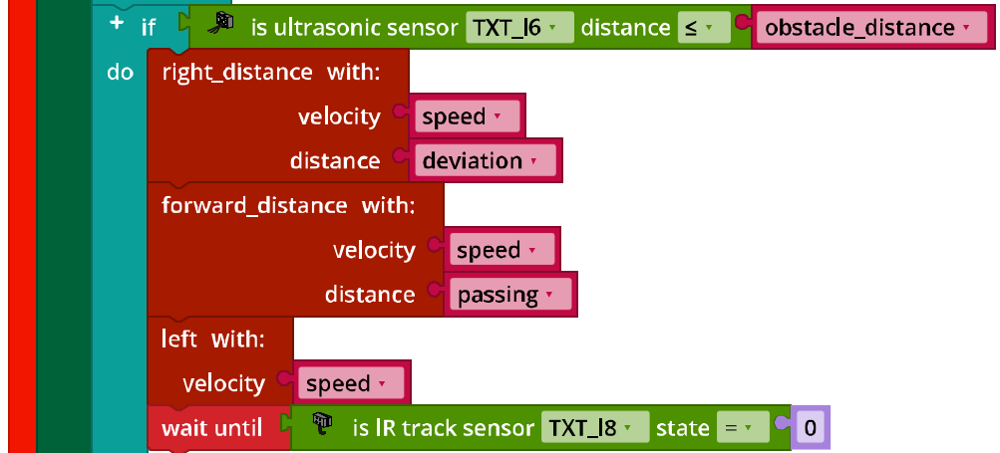 + if is ultrasonic sensor TXT_I6 distance ≤ obstacle_distance
do right_distance with:
velocity speed
distance deviation
forward_distance with:
velocity speed
distance passing
left with:
velocity speed
wait until is IR track sensor TXT_I8 state = 0